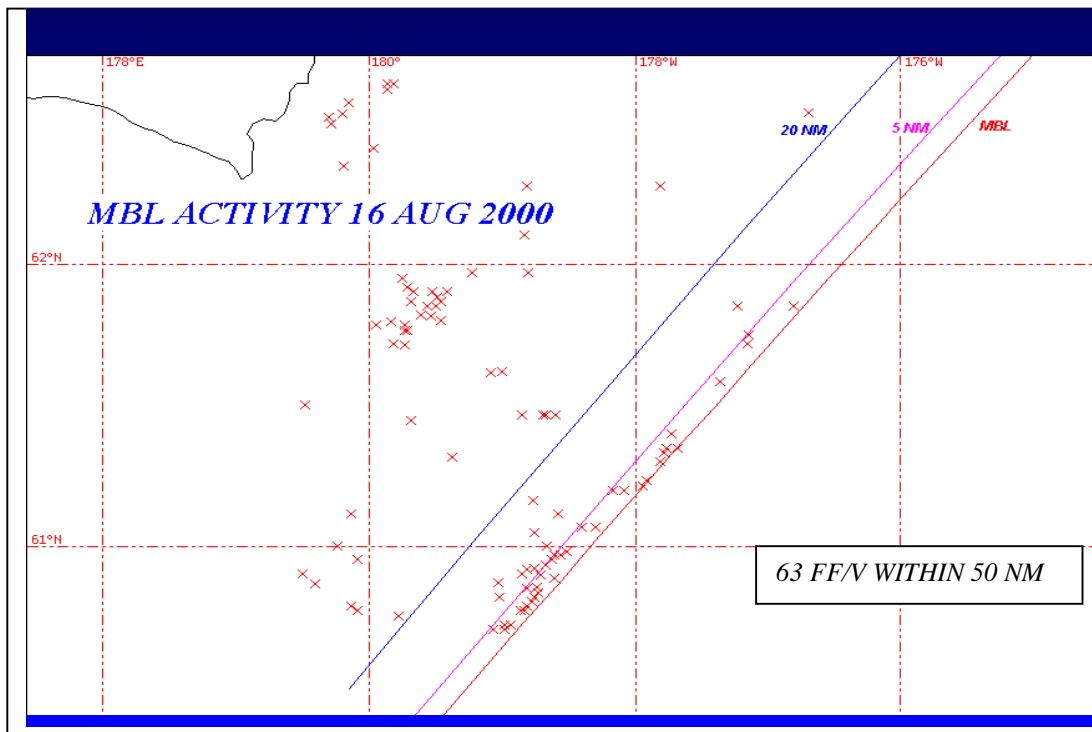 178°E 180° 178°W 176°W
20 NM 5 NM MBL
MBL ACTIVITY 16 AUG 2000
62°N
61°N
63 FF/V WITHIN 50 NM